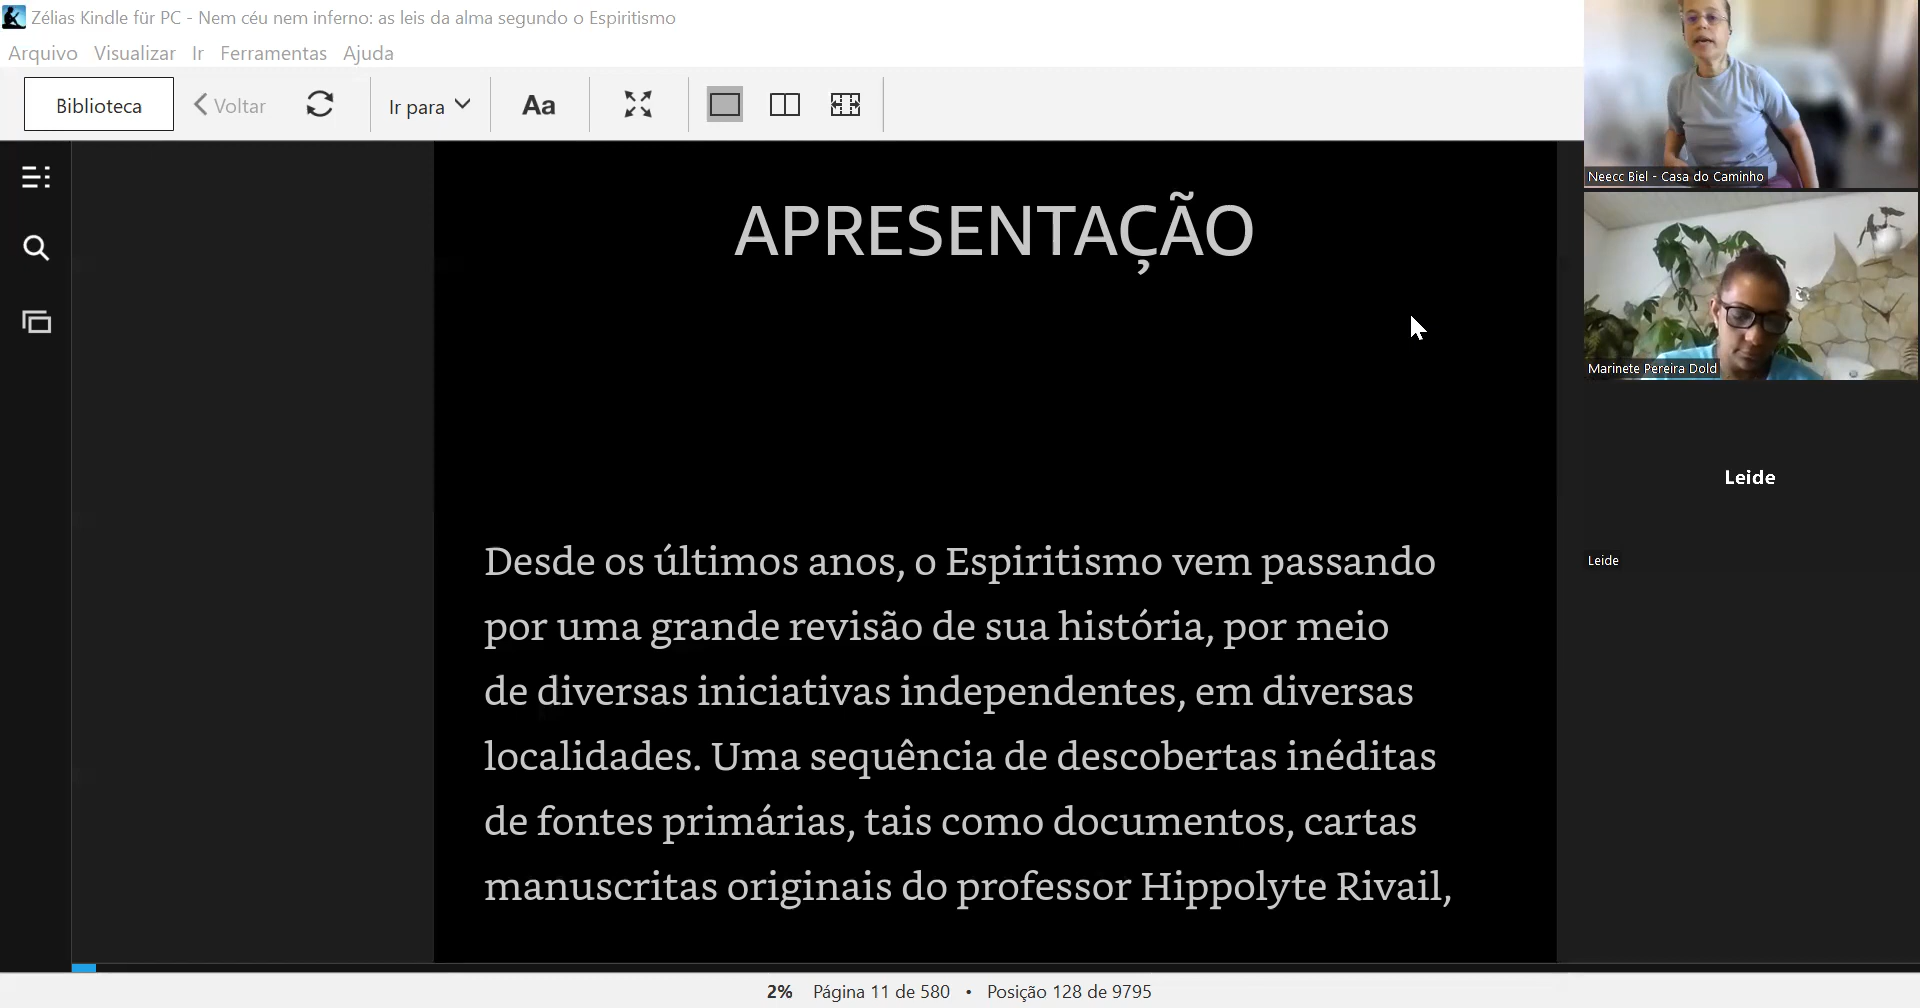 Zélias Kindle für PC - Nem céu nem inferno: as leis da alma segundo o Espiritismo
Arquivo Visualizar Ir Ferramentas Ajuda
Biblioteca Voltar Ir para Aa
APRESENTAÇÃO
Desde os últimos anos, o Espiritismo vem passando
por uma grande revisão de sua história, por meio
de diversas iniciativas independentes, em diversas
localidades. Uma sequência de descobertas inéditas
de fontes primárias, tais como documentos, cartas
manuscritas originais do professor Hippolyte Rivail,
2% Página 11 de 580 • Posição 128 de 9795
Neecc Biel - Casa do Caminho
Marinete Pereira Dold
Leide
Leide